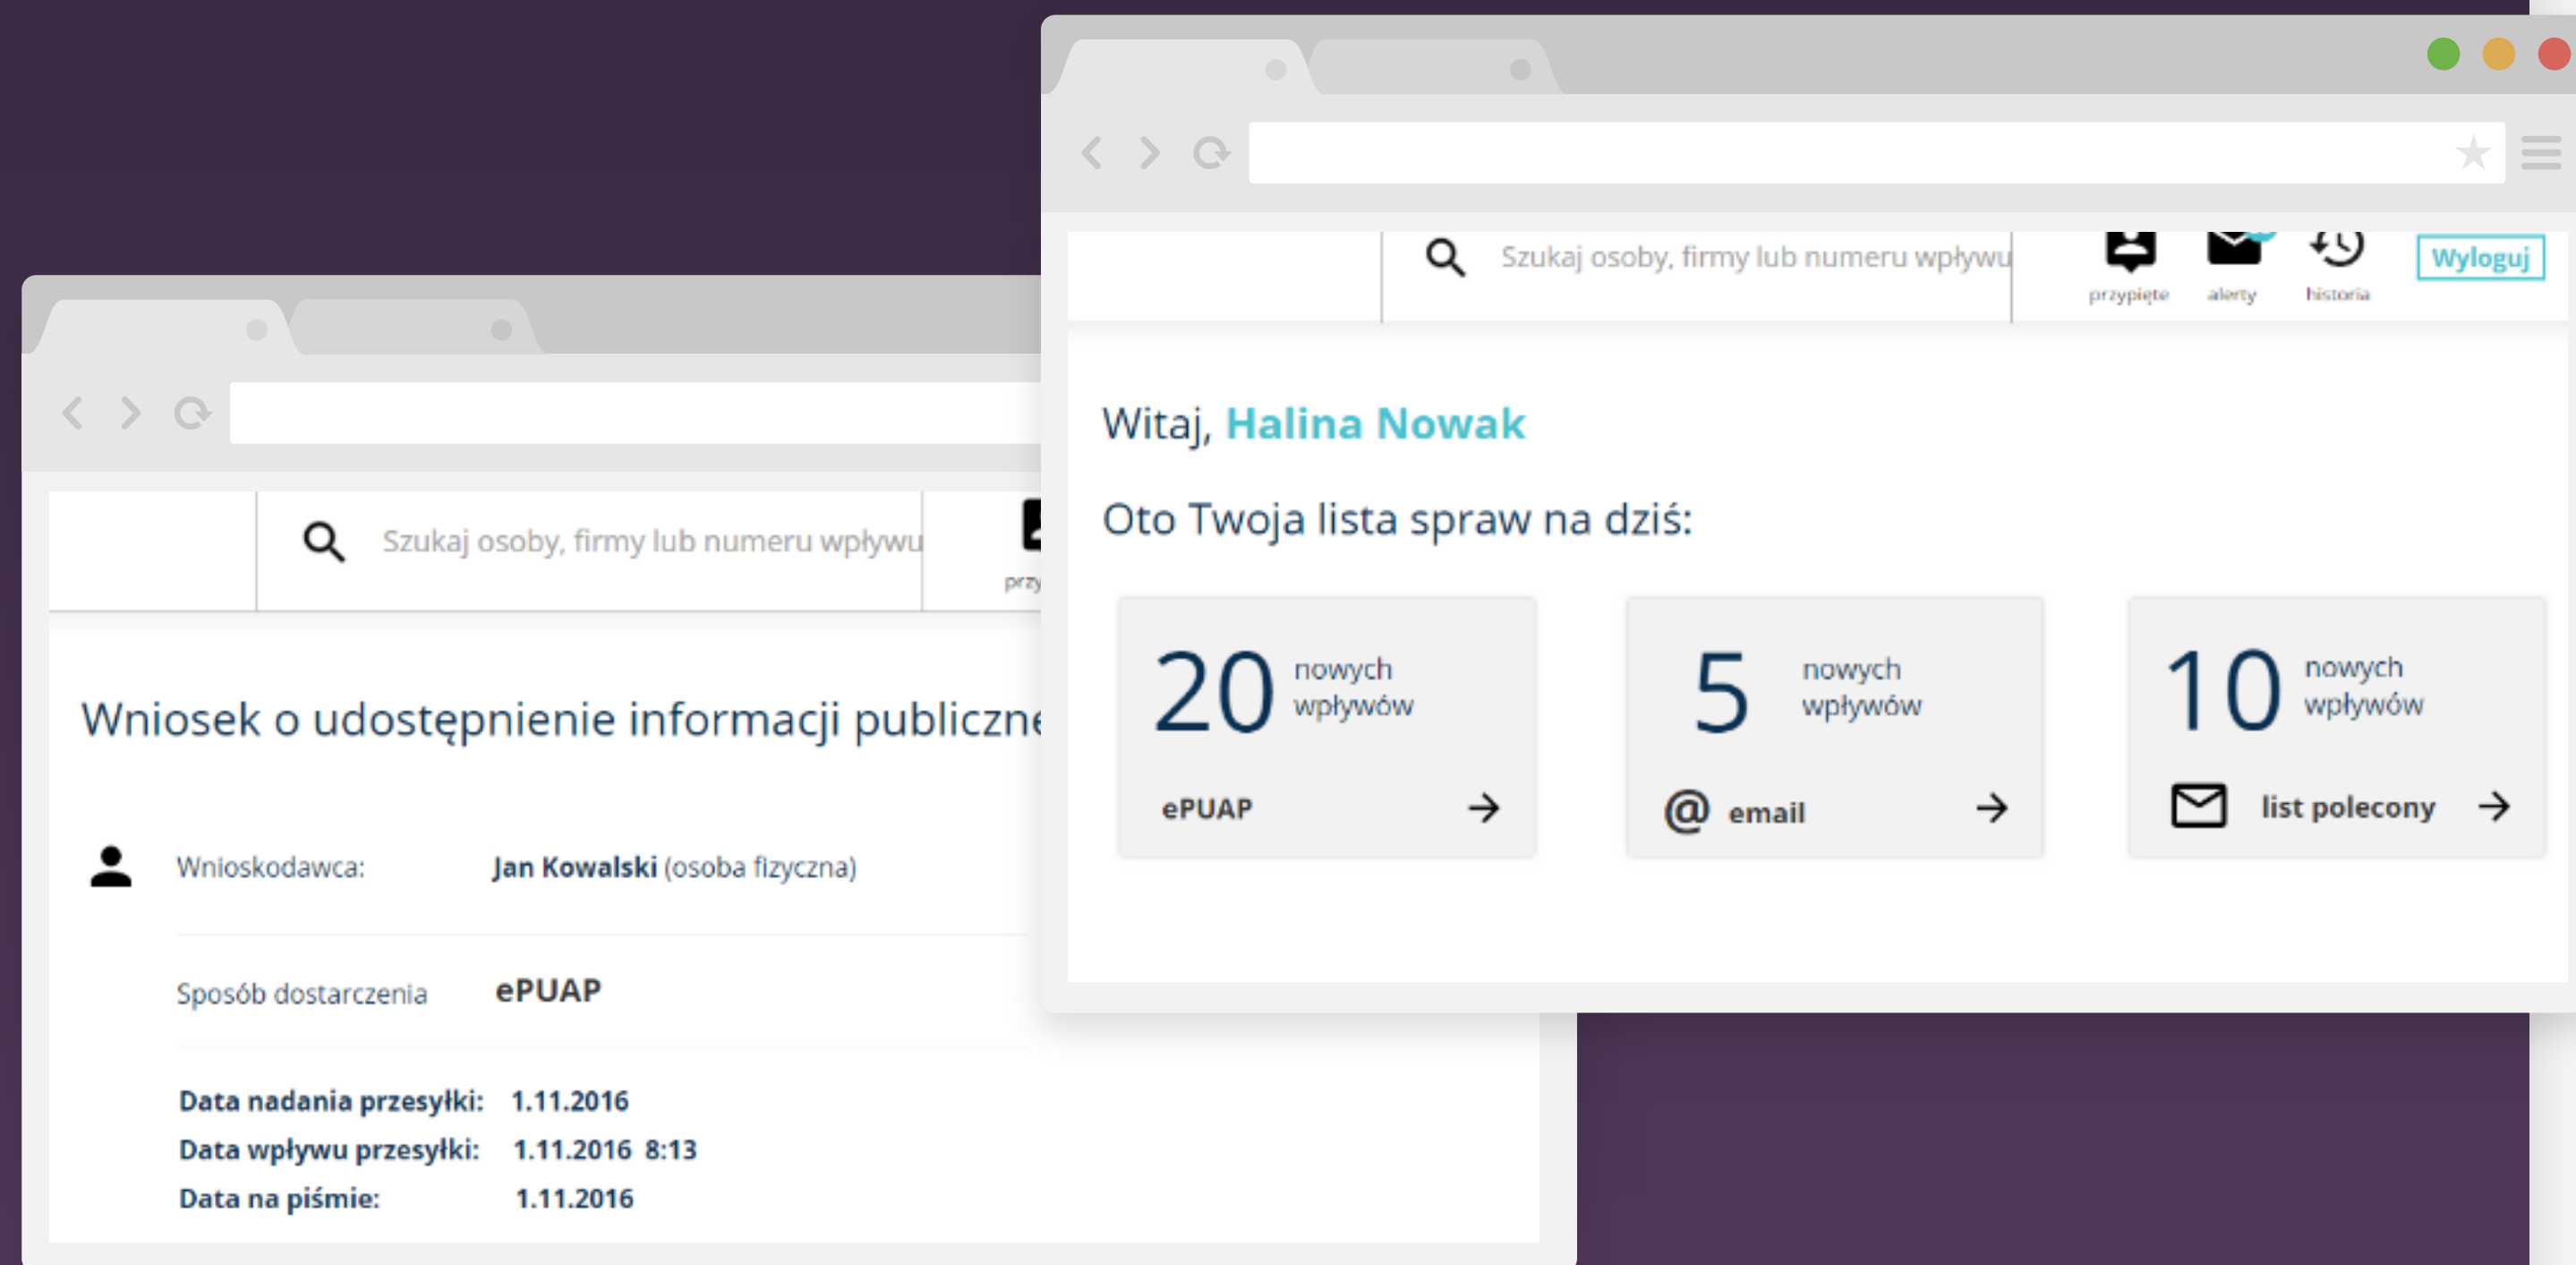 Szukaj osoby, firmy lub numeru wpływu
przypięte alerty historia
Wyloguj
Witaj, Halina Nowak
Oto Twoja lista spraw na dziś:
20 nowych
wpływów
ePUAP
5 nowych
wpływów
@ email
10 nowych
wpływów
list polecony
Szukaj osoby, firmy lub numeru wpływu
Wniosek o udostępnienie informacji
Wnioskodawca: Jan Kowalski (osoba fizyczna)
Sposób dostarczenia ePUAP
Data nadania przesyłki: 1.11.2016
Data wpływu przesyłki: 1.11.2016 8:13
Data na piśmie: 1.11.2016